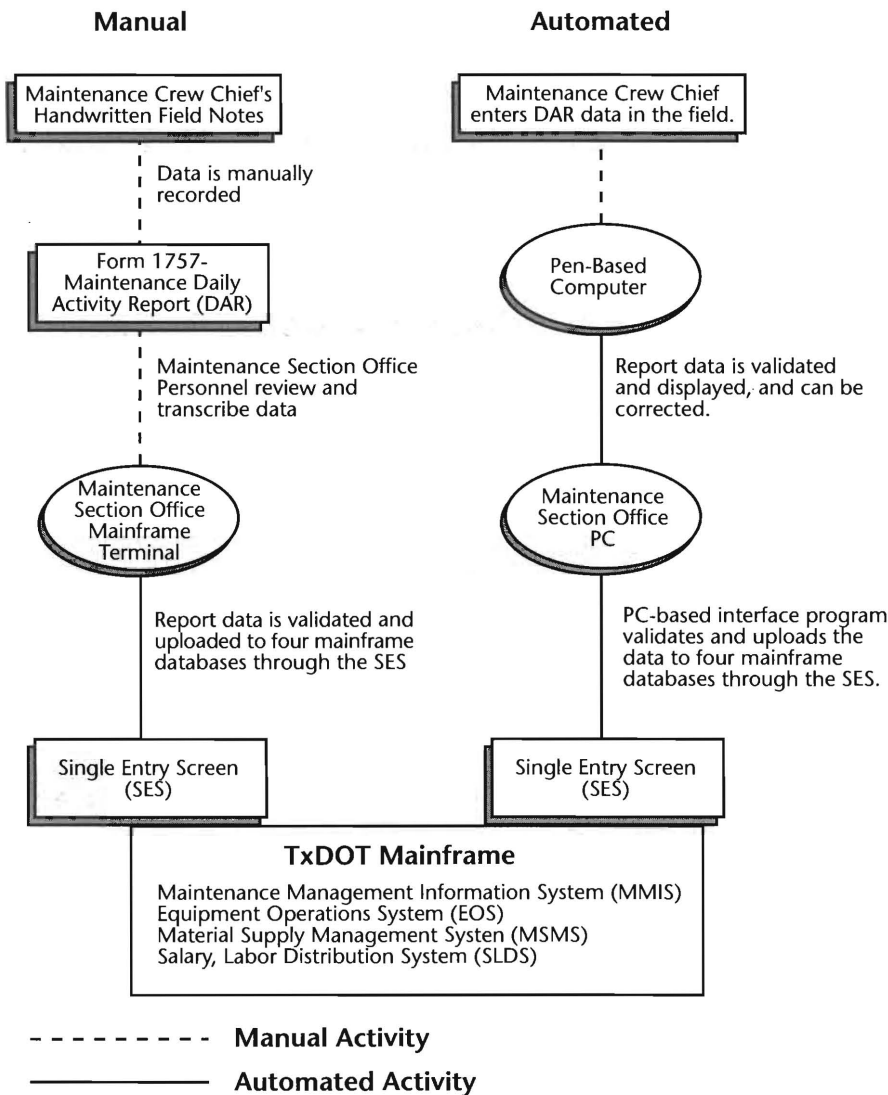 Manual
Maintenance Crew Chief's
Handwritten Field Notes
Data is manually
recorded
Form 1757-
Maintenance Daily
Activity Report (DAR)
Maintenance Section Office
Personnel review and
transcribe data
Maintenance
Section Office
Mainframe
Terminal
Report data is validated and
uploaded to four mainframe
databases through the SES
Single Entry Screen
(SES)
Automated
Maintenance Crew Chief
enters DAR data in the field.
Pen-Based
Computer
Report data is validated
and displayed, and can be
corrected.
Maintenance
Section Office
PC
PC-based interface program
validates and uploads the
data to four mainframe
databases through the SES.
Single Entry Screen
(SES)
TxDOT Mainframe
Maintenance Management Information System (MMIS)
Equipment Operations System (EOS)
Material Supply Management Systen (MSMS)
Salary, Labor Distribution System (SLDS)
Manual Activity
Automated Activity